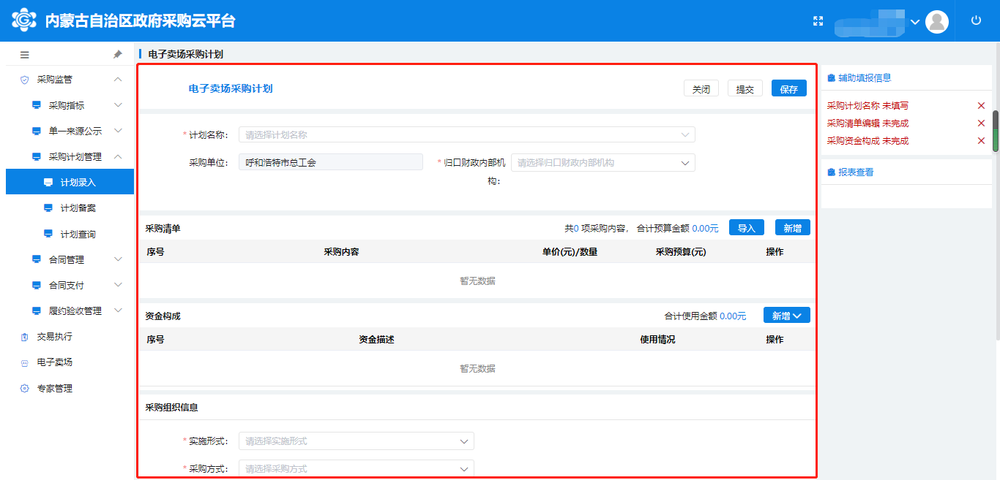 内蒙古自治区政府采购云平台
采购监管
采购指标
单一来源公示
采购计划管理
计划录入
计划备案
计划查询
合同管理
合同支付
履约验收管理
交易执行
电子卖场
专家管理
电子卖场采购计划
电子卖场采购计划
关闭 提交 保存
*计划名称: 请选择计划名称
采购单位: 呼和浩特市总工会 *归口财政内部机 请选择归口财政内部机构
构:
采购清单 共0 项采购内容， 合计预算金额 0.00元 导入 新增
序号 采购内容 单价(元)/数量 采购预算(元) 操作
暂无数据
资金构成 合计使用金额 0.00元 新增
序号 资金描述 使用情况 操作
暂无数据
采购组织信息
*实施形式: 请选择实施形式
*采购方式: 请选择采购方式
辅助填报信息
采购计划名称 未填写
采购清单编辑 未完成
采购资金构成 未完成
报表查看